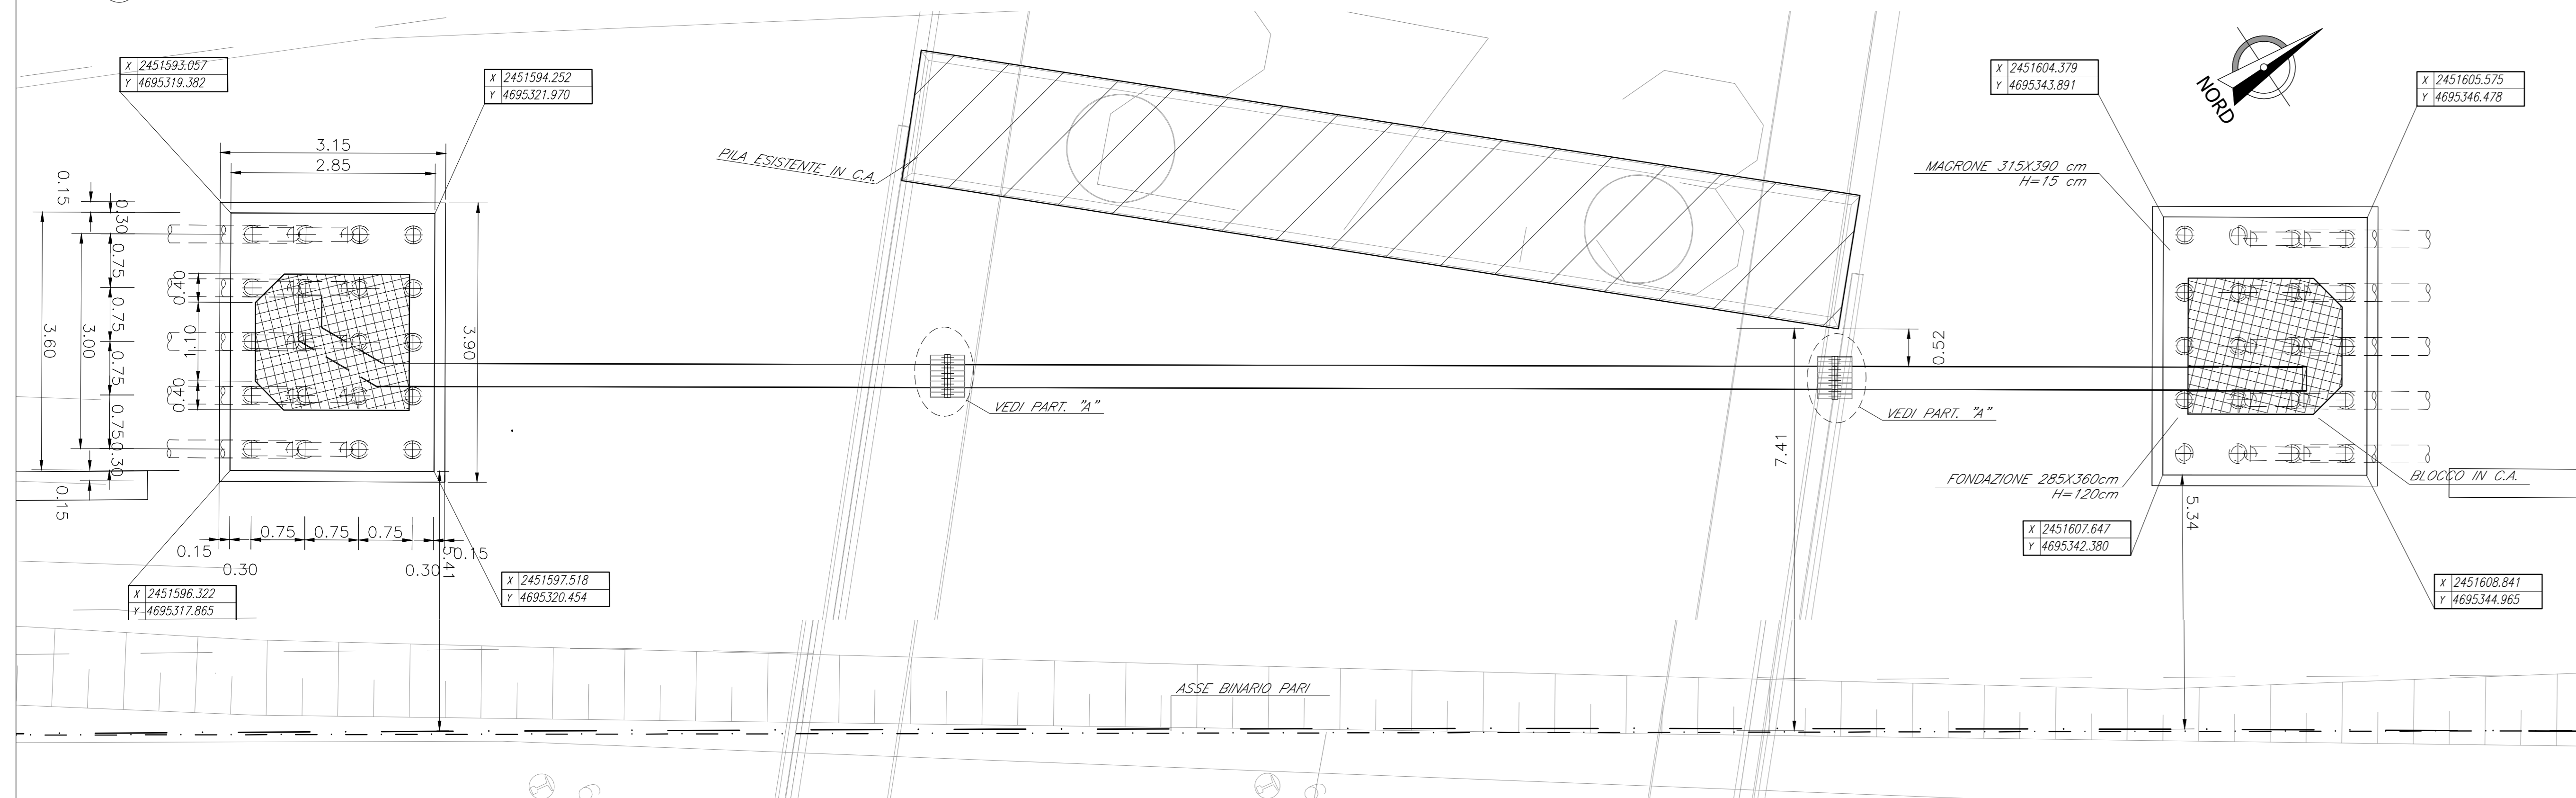 X 2451593.057
Y 4695319.382
X 2451594.252
Y 4695321.970
X 2451604.379
Y 4695343.891
X 2451605.575
Y 4695346.478
NORD
3.15
2.85
PILA ESISTENTE IN C.A.
MAGRONE 315X390 cm
H=15 cm
0.15
0.30
0.75
0.75
0.75
0.75
0.30
0.15
3.60
3.00
0.40
1.10
0.40
3.90
0.52
VEDI PART. "A"
VEDI PART. "A"
7.41
FONDAZIONE 285X360cm
H=120cm
BLOCCO IN C.A.
5.34
0.15
0.30
0.75
0.75
0.75
0.30
0.15
5.41
X 2451596.322
Y 4695317.865
X 2451597.518
Y 4695320.454
X 2451607.647
Y 4695342.380
X 2451608.841
Y 4695344.965
ASSE BINARIO PARI